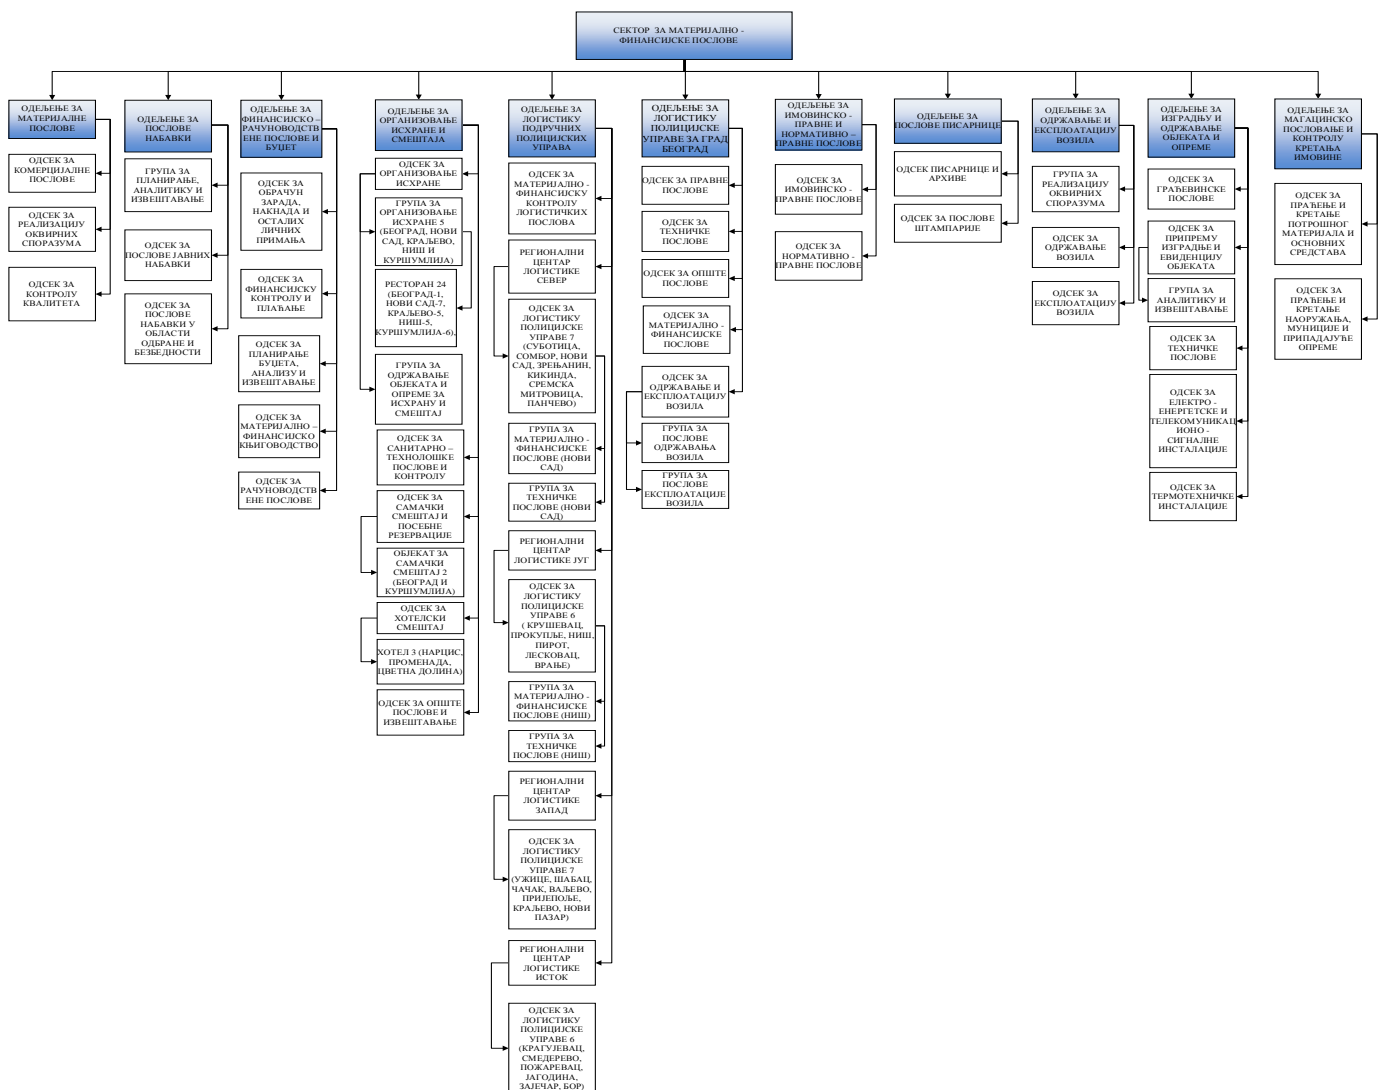 СЕКТОР ЗА МАТЕРИЈАЛНО -
ФИНАНСИЈСКЕ ПОСЛОВЕ
ОДЕЉЕЊЕ ЗА
МАТЕРИЈАЛНЕ
ПОСЛОВЕ
ОДСЕК ЗА
КОМЕРЦИЈАЛНЕ
ПОСЛОВЕ
ОДСЕК ЗА
РЕАЛИЗАЦИЈУ
ОКВИРНИХ
СПОРАЗУМА
ОДСЕК ЗА
КОНТРОЛУ
КВАЛИТЕТА
ОДЕЉЕЊЕ ЗА
ПОСЛОВЕ
НАБАВКИ
ГРУПА ЗА
ПЛАНИРАЊЕ,
АНАЛИТИКУ И
ИЗВЕШТАВАЊЕ
ОДСЕК ЗА
ПОСЛОВЕ ЈАВНИХ
НАБАВКИ
ОДСЕК ЗА
ПОСЛОВЕ
НАБАВКИ У
ОБЛАСТИ
ОДБРАНЕ И
БЕЗБЕДНОСТИ
ОДЕЉЕЊЕ ЗА
ФИНАНСИЈСКО –
РАЧУНОВОДСТВ
ЕНЕ ПОСЛОВЕ И
БУЏЕТ
ОДСЕК ЗА
ОБРАЧУН
ЗАРАДА,
НАКНАДА И
ОСТАЛИХ
ЛИЧНИХ
ПРИМАЊА
ОДСЕК ЗА
ФИНАНСИЈСКУ
КОНТРОЛУ И
ПЛАЋАЊЕ
ОДСЕК ЗА
ПЛАНИРАЊЕ
БУЏЕТА,
АНАЛИЗУ И
ИЗВЕШТАВАЊЕ
ОДСЕК ЗА
МАТЕРИЈАЛНО –
ФИНАНСИЈСКО
КЊИГОВОДСТВО
ОДСЕК ЗА
РАЧУНОВОДСТВ
ЕНЕ ПОСЛОВЕ
ОДЕЉЕЊЕ ЗА
ОРГАНИЗОВАЊЕ
ИСХРАНЕ И
СМЕШТАЈА
ОДСЕК ЗА
ОРГАНИЗОВАЊЕ
ИСХРАНЕ
ГРУПА ЗА
ОРГАНИЗОВАЊЕ
ИСХРАНЕ 5
(БЕОГРАД, НОВИ
САД, КРАЉЕВО,
НИШ И
КУРШУМЛИЈА)
РЕСТОРАН 24
(БЕОГРАД-1,
НОВИ САД-7,
КРАЉЕВО-5,
НИШ-5,
КУРШУМЛИЈА-6),
ГРУПА ЗА
ОДРЖАВАЊЕ
ОБЈЕКАТА И
ОПРЕМЕ ЗА
ИСХРАНУ И
СМЕШТАЈ
ОДСЕК ЗА
САНИТАРНО –
ТЕХНОЛОШКЕ
ПОСЛОВЕ И
КОНТРОЛУ
ОДСЕК ЗА
САМАЧКИ
СМЕШТАЈ И
ПОСЕБНЕ
РЕЗЕРВАЦИЈЕ
ОБЈЕКАТ ЗА
САМАЧКИ
СМЕШТАЈ 2
(БЕОГРАД И
КУРШУМЛИЈА)
ОДСЕК ЗА
ХОТЕЛСКИ
СМЕШТАЈ
ХОТЕЛ 3 (НАРЦИС,
ПРОМЕНАДА,
ЦВЕТНА ДОЛИНА)
ОДСЕК ЗА ОПШТЕ
ПОСЛОВЕ И
ИЗВЕШТАВАЊЕ
ОДЕЉЕЊЕ ЗА
ЛОГИСТИКУ
ПОДРУЧНИХ
ПОЛИЦИЈСКИХ
УПРАВА
ОДСЕК ЗА
МАТЕРИЈАЛНО -
ФИНАНСИЈСКУ
КОНТРОЛУ
ЛОГИСТИЧКИХ
ПОСЛОВА
РЕГИОНАЛНИ
ЦЕНТАР
ЛОГИСТИКЕ
СЕВЕР
ОДСЕК ЗА
ЛОГИСТИКУ
ПОЛИЦИЈСКЕ
УПРАВЕ 7
(СУБОТИЦА,
СОМБОР, НОВИ
САД, ЗРЕЊАНИН,
КИКИНДА,
СРЕМСКА
МИТРОВИЦА,
ПАНЧЕВО)
ГРУПА ЗА
МАТЕРИЈАЛНО -
ФИНАНСИЈСКЕ
ПОСЛОВЕ (НОВИ
САД)
ГРУПА ЗА
ТЕХНИЧКЕ
ПОСЛОВЕ (НОВИ
САД)
РЕГИОНАЛНИ
ЦЕНТАР
ЛОГИСТИКЕ ЈУГ
ОДСЕК ЗА
ЛОГИСТИКУ
ПОЛИЦИЈСКЕ
УПРАВЕ 6
( КРУШЕВАЦ,
ПРОКУПЉЕ, НИШ,
ПИРОТ,
ЛЕСКОВАЦ,
ВРАЊЕ)
ГРУПА ЗА
МАТЕРИЈАЛНО -
ФИНАНСИЈСКЕ
ПОСЛОВЕ (НИШ)
ГРУПА ЗА
ТЕХНИЧКЕ
ПОСЛОВЕ (НИШ)
РЕГИОНАЛНИ
ЦЕНТАР
ЛОГИСТИКЕ
ЗАПАД
ОДСЕК ЗА
ЛОГИСТИКУ
ПОЛИЦИЈСКЕ
УПРАВЕ 7
(УЖИЦЕ, ШАБАЦ,
ЧАЧАК, ВАЉЕВО,
ПРИЈЕПОЉЕ,
КРАЉЕВО, НОВИ
ПАЗАР)
РЕГИОНАЛНИ
ЦЕНТАР
ЛОГИСТИКЕ
ИСТОК
ОДСЕК ЗА
ЛОГИСТИКУ
ПОЛИЦИЈСКЕ
УПРАВЕ 6
(КРАГУЈЕВАЦ,
СМЕДЕРЕВО,
ПОЖАРЕВАЦ,
ЈАГОДИНА,
ЗАЈЕЧАР, БОР)
ОДЕЉЕЊЕ ЗА
ЛОГИСТИКУ
ПОЛИЦИЈСКЕ
УПРАВЕ ЗА ГРАД
БЕОГРАД
ОДСЕК ЗА ПРАВНЕ
ПОСЛОВЕ
ОДСЕК ЗА
ТЕХНИЧКЕ
ПОСЛОВЕ
ОДСЕК ЗА ОПШТЕ
ПОСЛОВЕ
ОДСЕК ЗА
МАТЕРИЈАЛНО -
ФИНАНСИЈСКЕ
ПОСЛОВЕ
ОДСЕК ЗА
ОДРЖАВАЊЕ И
ЕКСПЛОАТАЦИЈУ
ВОЗИЛА
ГРУПА ЗА
ПОСЛОВЕ
ОДРЖАВАЊА
ВОЗИЛА
ГРУПА ЗА
ПОСЛОВЕ
ЕКСПЛОАТАЦИЈЕ
ВОЗИЛА
ОДЕЉЕЊЕ ЗА
ИМОВИНСКО -
ПРАВНЕ И
НОРМАТИВНО –
ПРАВНЕ ПОСЛОВЕ
ОДСЕК ЗА
ИМОВИНСКО -
ПРАВНЕ ПОСЛОВЕ
ОДСЕК ЗА
НОРМАТИВНО -
ПРАВНЕ ПОСЛОВЕ
ОДЕЉЕЊЕ ЗА
ПОСЛОВЕ ПИСАРНИЦЕ
ОДСЕК ПИСАРНИЦЕ И
АРХИВЕ
ОДСЕК ЗА ПОСЛОВЕ
ШТАМПАРИЈЕ
ОДЕЉЕЊЕ ЗА
ОДРЖАВАЊЕ И
ЕКСПЛОАТАЦИЈУ
ВОЗИЛА
ГРУПА ЗА
РЕАЛИЗАЦИЈУ
ОКВИРНИХ
СПОРАЗУМА
ОДСЕК ЗА
ОДРЖАВАЊЕ
ВОЗИЛА
ОДСЕК ЗА
ЕКСПЛОАТАЦИЈУ
ВОЗИЛА
ОДЕЉЕЊЕ ЗА
ИЗГРАДЊУ И
ОДРЖАВАЊЕ
ОБЈЕКАТА И
ОПРЕМЕ
ОДСЕК ЗА
ГРАЂЕВИНСКЕ
ПОСЛОВЕ
ОДСЕК ЗА
ПРИПРЕМУ
ИЗГРАДЊЕ И
ЕВИДЕНЦИЈУ
ОБЈЕКАТА
ГРУПА ЗА
АНАЛИТИКУ И
ИЗВЕШТАВАЊЕ
ОДСЕК ЗА
ТЕХНИЧКЕ
ПОСЛОВЕ
ОДСЕК ЗА
ЕЛЕКТРО -
ЕНЕРГЕТСКЕ И
ТЕЛЕКОМУНИКАЦ
ИОНО -
СИГНАЛНЕ
ИНСТАЛАЦИЈЕ
ОДСЕК ЗА
ТЕРМОТЕХНИЧКЕ
ИНСТАЛАЦИЈЕ
ОДЕЉЕЊЕ ЗА
МАГАЦИНСКО
ПОСЛОВАЊЕ И
КОНТРОЛУ
КРЕТАЊА
ИМОВИНЕ
ОДСЕК ЗА
ПРАЋЕЊЕ И
КРЕТАЊЕ
ПОТРОШНОГ
МАТЕРИЈАЛА И
ОСНОВНИХ
СРЕДСТАВА
ОДСЕК ЗА
ПРАЋЕЊЕ И
КРЕТАЊЕ
НАОРУЖАЊА,
МУНИЦИЈЕ И
ПРИПАДАЈУЋЕ
ОПРЕМЕ